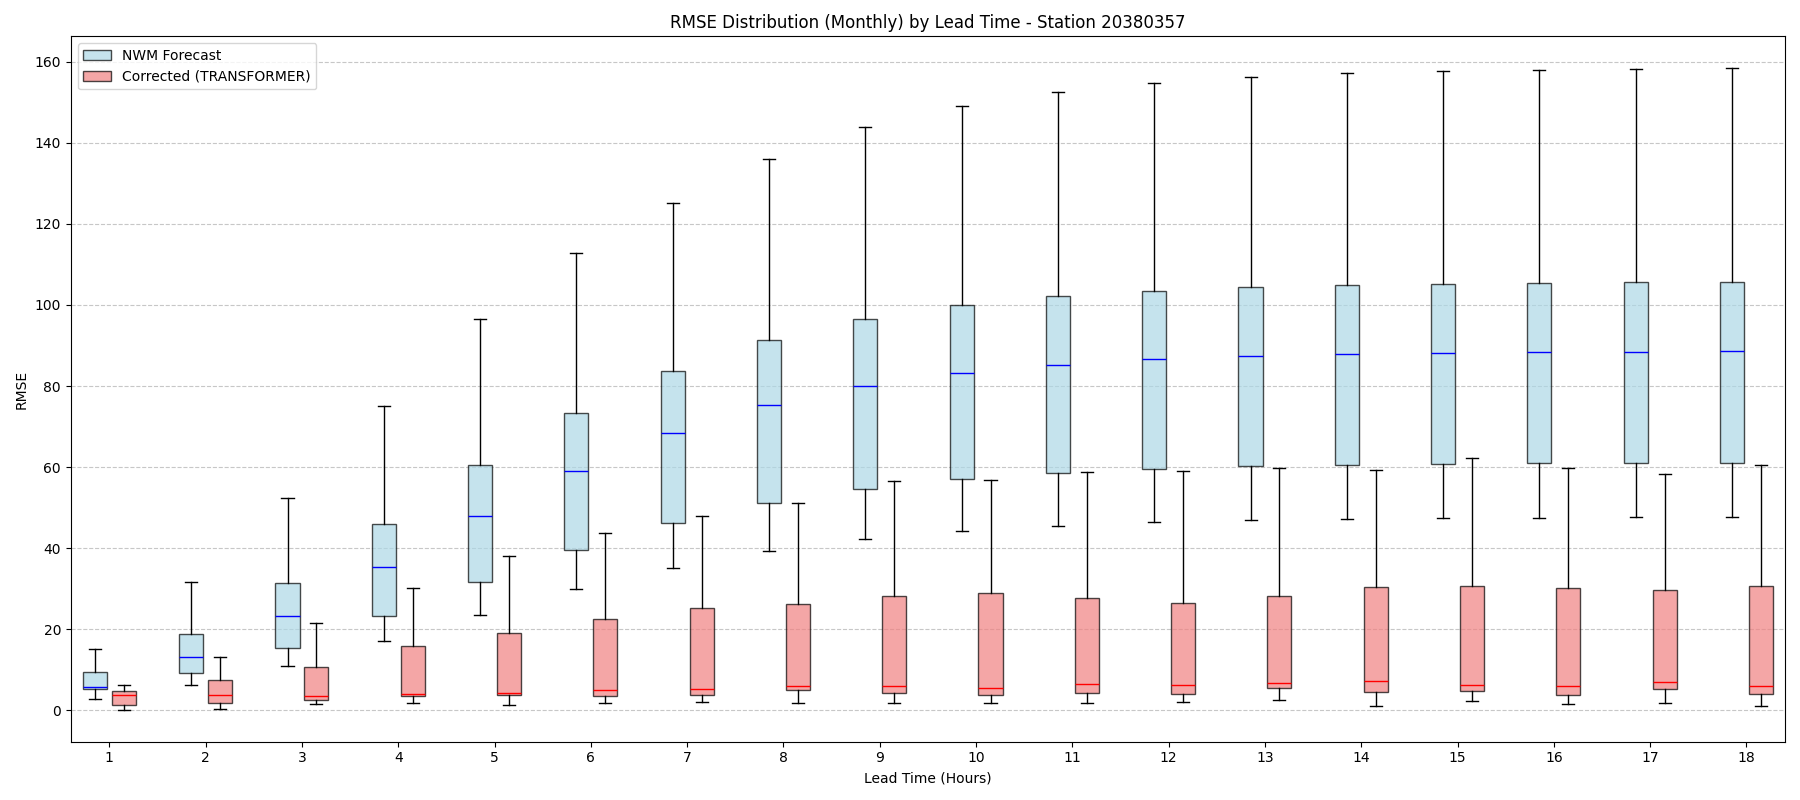 RMSE Distribution (Monthly) by Lead Time - Station 20380357
NWM Forecast
Corrected (TRANSFORMER)
RMSE
160
140
120
100
80
60
40
20
0
1 2 3 4 5 6 7 8 9 10 11 12 13 14 15 16 17 18
Lead Time (Hours)